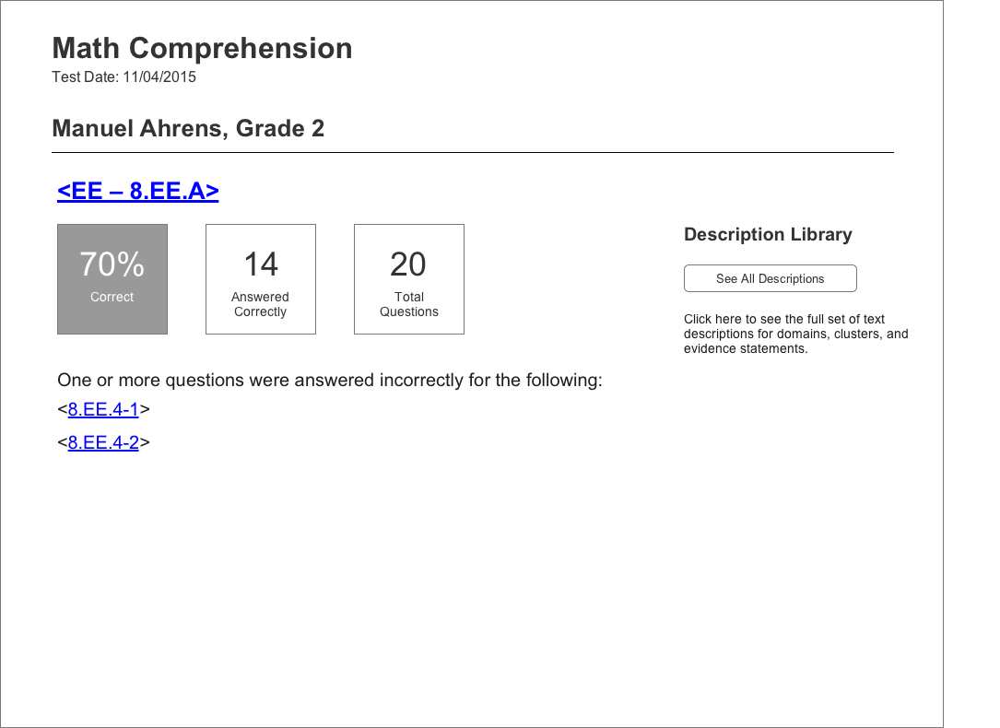 Math Comprehension
Test Date: 11/04/2015
Manuel Ahrens, Grade 2
<EE – 8.EE.A>
70%
Correct
14
Answered
Correctly
20
Total
Questions
Description Library
See All Descriptions
Click here to see the full set of text
descriptions for domains, clusters, and
evidence statements.
One or more questions were answered incorrectly for the following:
<8.EE.4-1>
<8.EE.4-2>